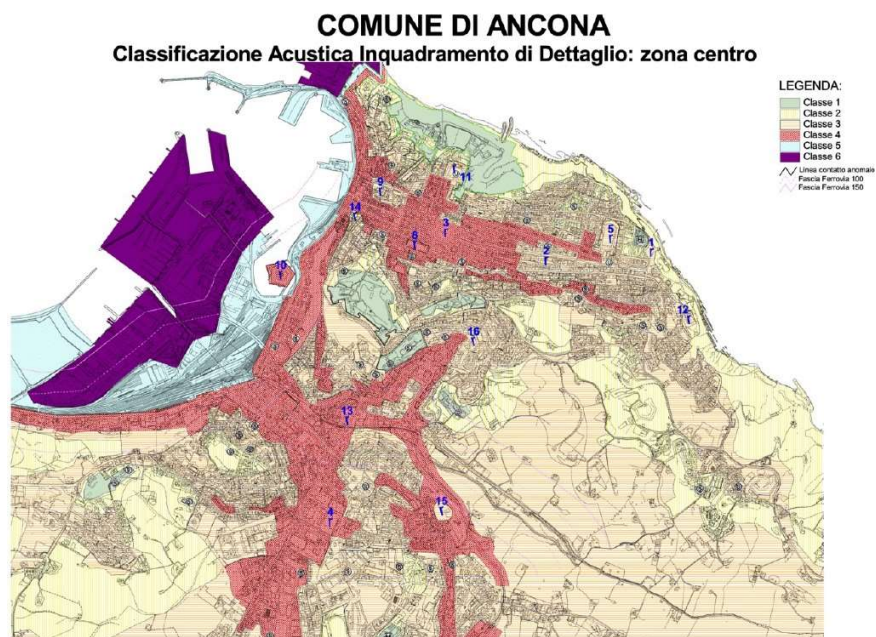 COMUNE DI ANCONA
Classificazione Acustica Inquadramento di Dettaglio: zona centro
LEGENDA:
Classe 1
Classe 2
Classe 3
Classe 4
Classe 5
Classe 6
Linea contatto anomalo
Fascia Ferrovia 100
Fascia Ferrovia 150
11
9
14
3
6
5
1
2
10
12
16
13
15
4